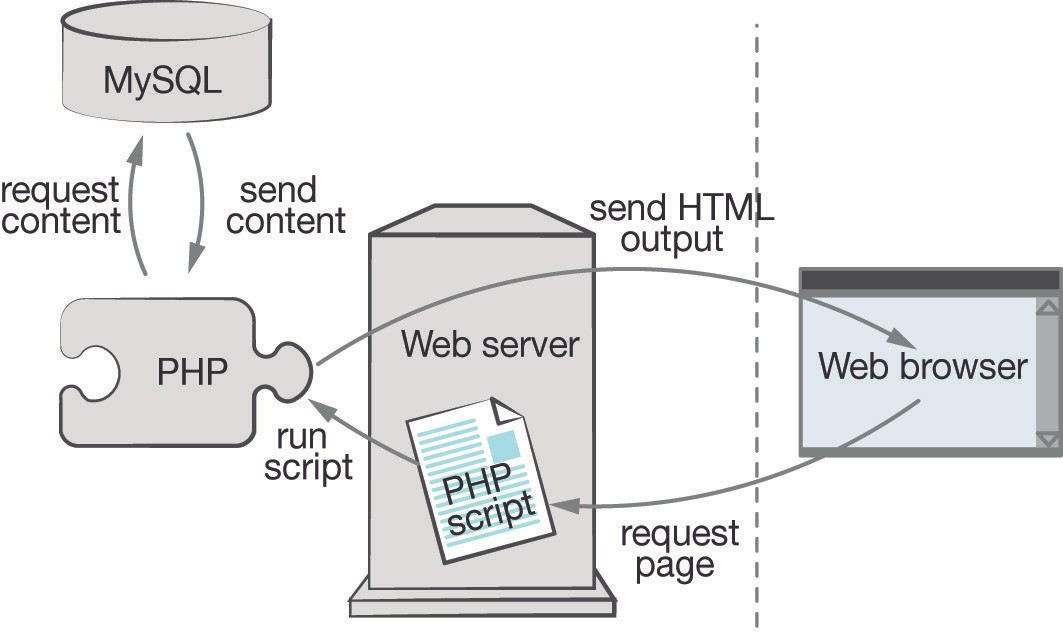 MySQL
request
content
send
content
send HTML
output
Web server
PHP
Web browser
run
script
PHP
script
request
page